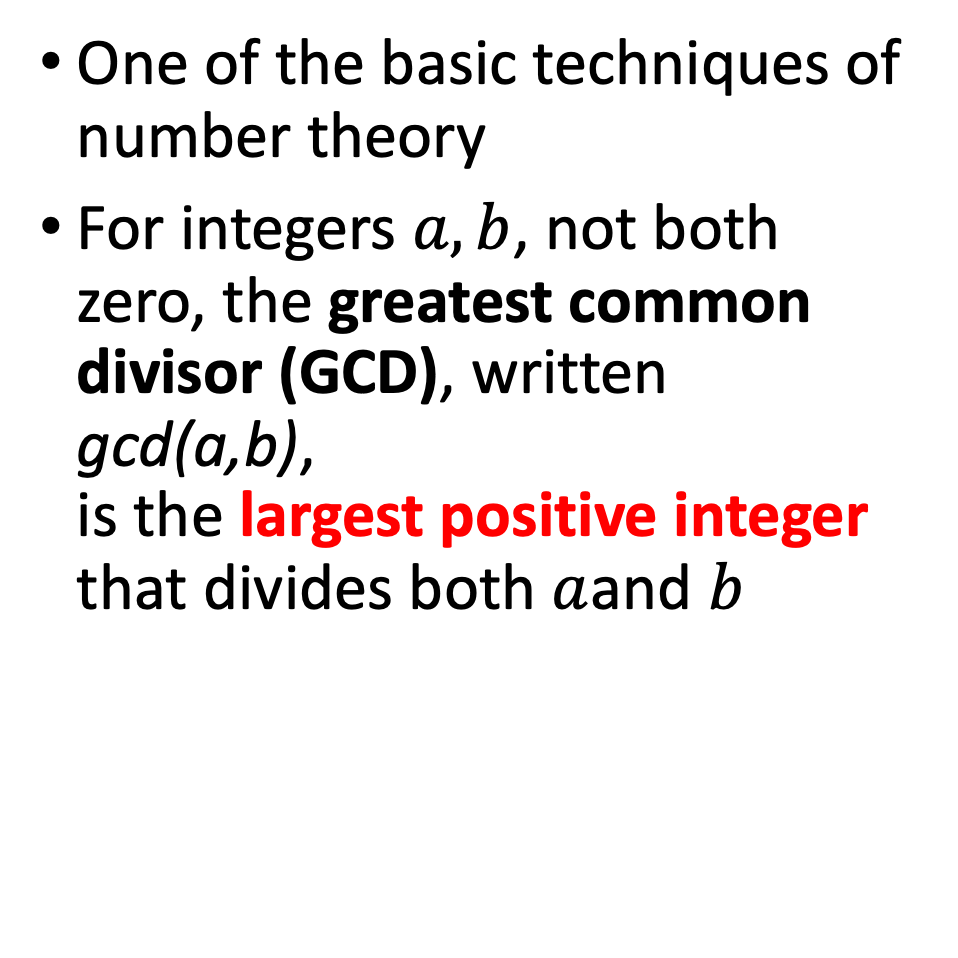 • One of the basic techniques of
number theory
• For integers 𝑎, 𝑏, not both
zero, the greatest common
divisor (GCD), written
gcd(a,b),
is the largest positive integer
that divides both 𝑎and 𝑏